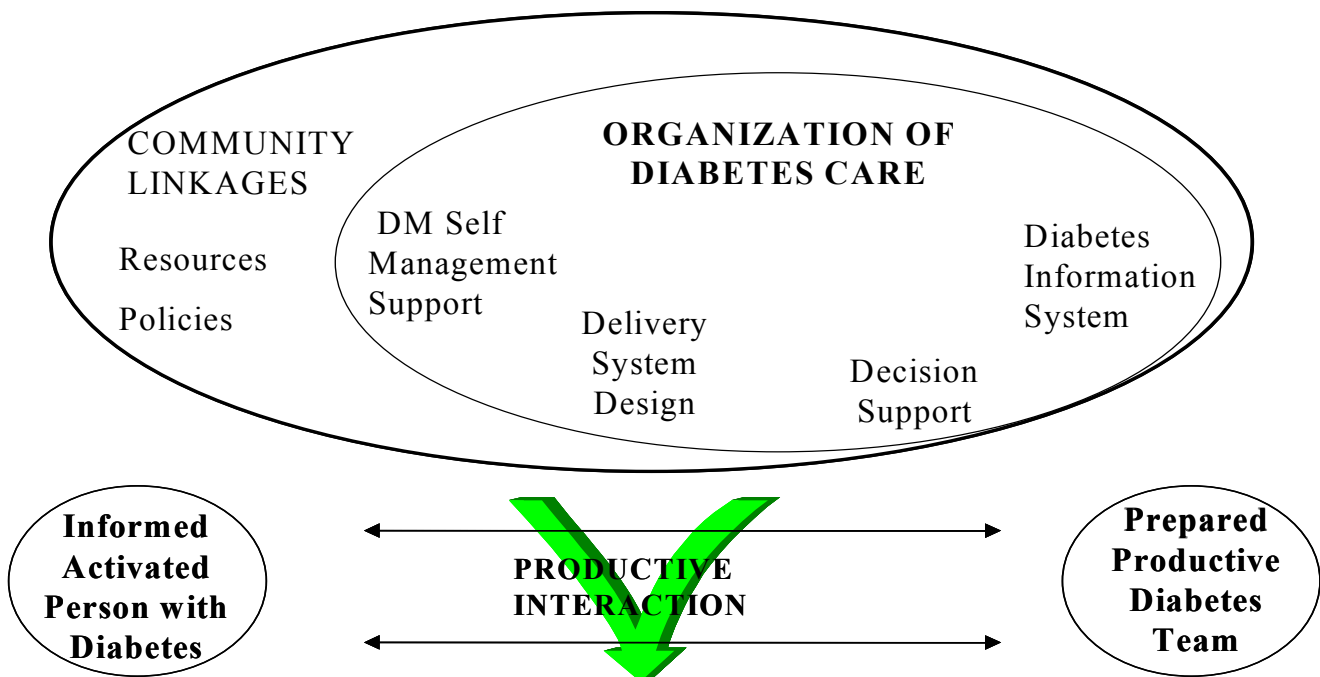 COMMUNITY
LINKAGES
Resources
Policies
ORGANIZATION OF
DIABETES CARE
DM Self
Management
Support
Delivery
System
Design
Decision
Support
Diabetes
Information
System
Informed
Activated
Person with
Diabetes
PRODUCTIVE
INTERACTION
Prepared
Productive
Diabetes
Team